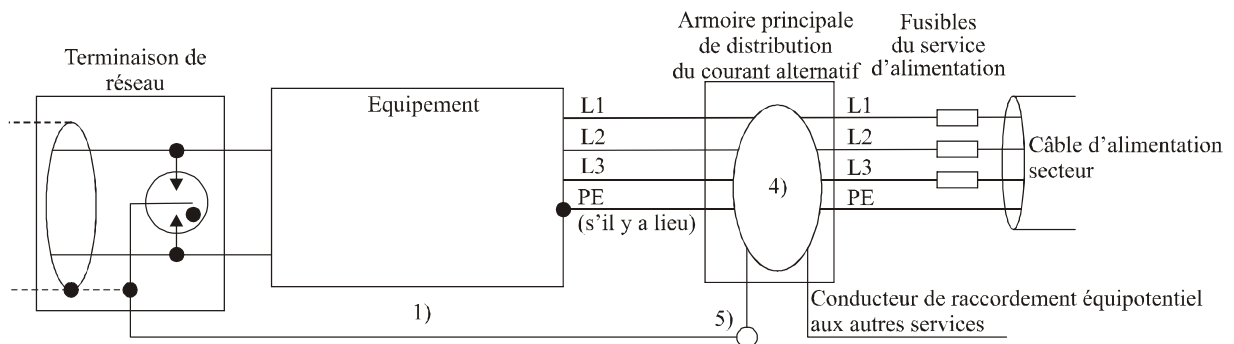 Terminaison de
réseau
Equipement
L1
L2
L3
PE
(s’il y a lieu)
Armoire principale
de distribution
du courant alternatif
4)
Fusibles
du service
d’alimentation
L1
L2
L3
PE
Câble d’alimentation
secteur
1)
5)
Conducteur de raccordement équipotentiel
aux autres services